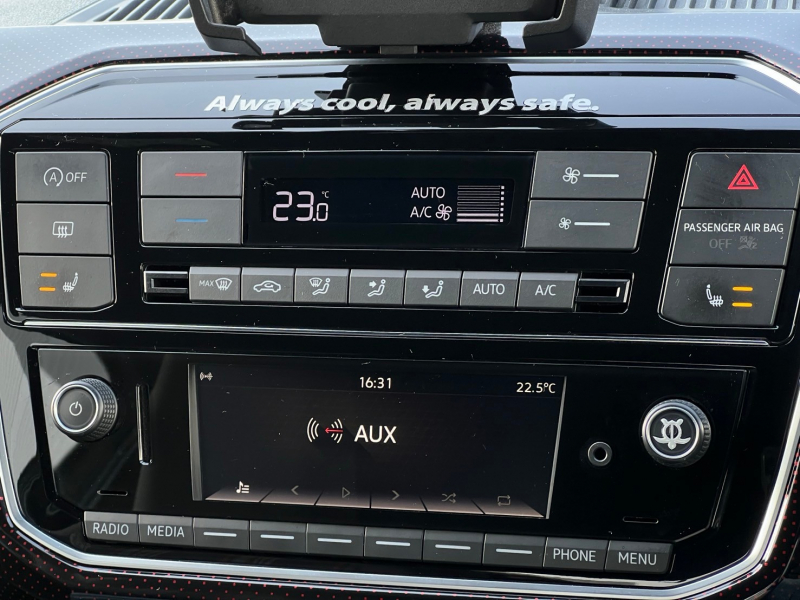 Always cool, always safe.
A OFF
23.0 °C
AUTO
A/C
PASSENGER AIR BAG
OFF
MAX
AUTO
A/C
16:31
22.5°C
AUX
RADIO
MEDIA
PHONE
MENU